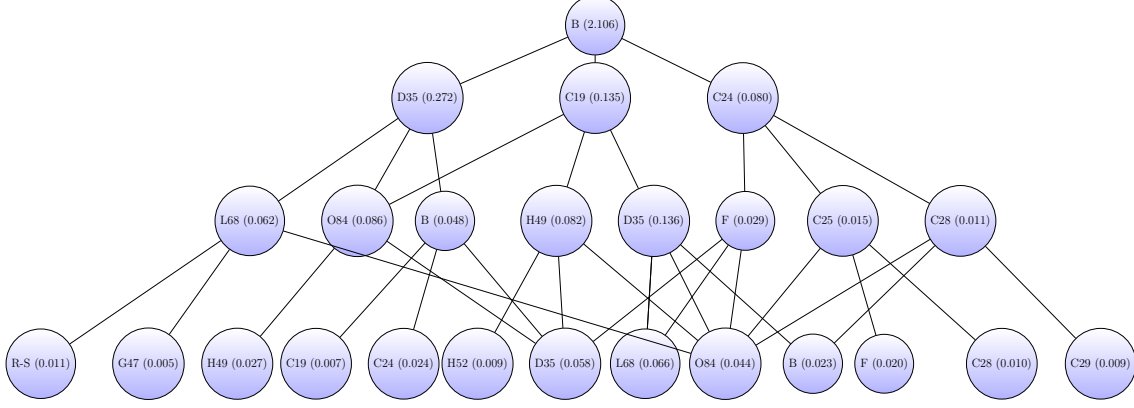 B (2.106)
D35 (0.272) C19 (0.135) C24 (0.080)
L68 (0.062) O84 (0.086) B (0.048) H49 (0.082) D35 (0.136) F (0.029) C25 (0.015) C28 (0.011)
R-S (0.011) G47 (0.005) H49 (0.027) C19 (0.007) C24 (0.024) H52 (0.009) D35 (0.058) L68 (0.066) O84 (0.044) B (0.023) F (0.020) C28 (0.010) C29 (0.009)